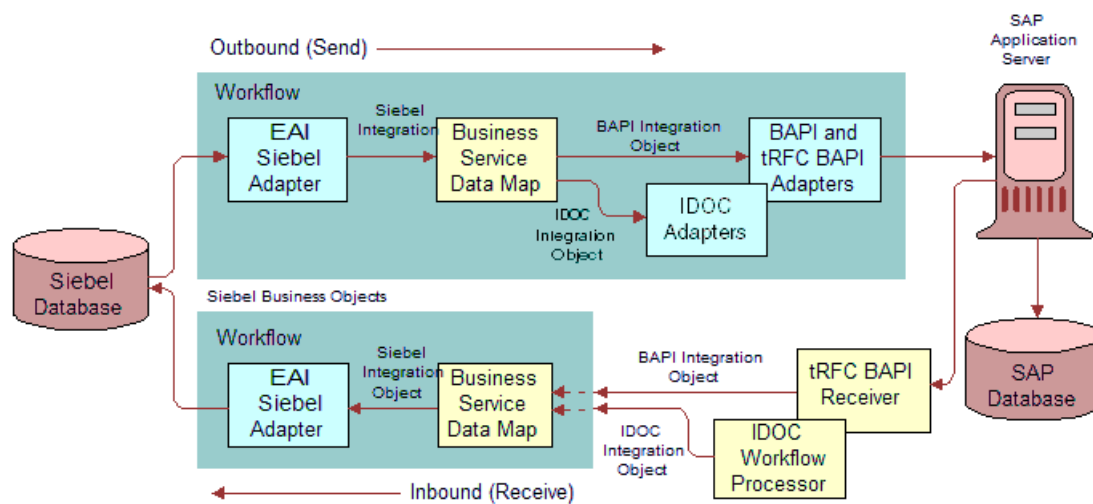 Outbound (Send)
SAP
Application
Server
Workflow
EAI
Siebel
Adapter
Siebel
Integration
Business
Service
Data Map
BAPI Integration
Object
BAPI and
tRFC BAPI
Adapters
IDOC
Integration
Object
IDOC
Adapters
Siebel
Database
Siebel Business Objects
Workflow
EAI
Siebel
Adapter
Siebel
Integration
Object
Business
Service
Data Map
BAPI Integration
Object
tRFC BAPI
Receiver
IDOC
Integration
Object
IDOC
Workflow
Processor
SAP
Database
Inbound (Receive)